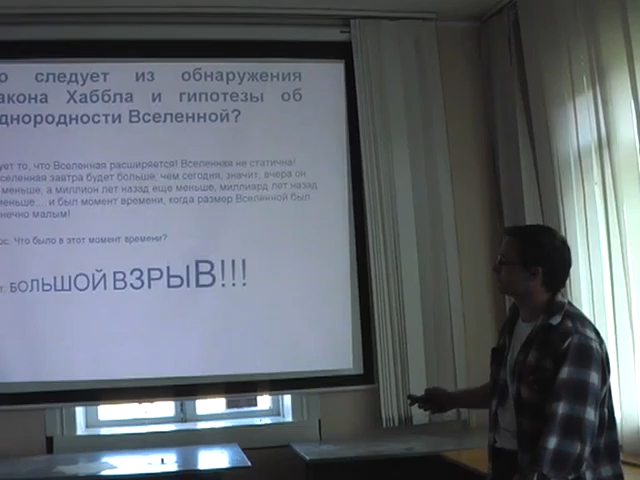 о следует из обнаружения
акона Хаббла и гипотезы об
днородности Вселенной?
ует то, что Вселенная расширяется! Вселенная не статична!
селенная завтра будет больше, чем сегодня, значит, вчера он
меньше, а миллион лет назад еще меньше, миллиард лет назад
меньше... и был момент времени, когда размер Вселенной был
нечно малым!
ос. Что было в этот момент времени?
т. БОЛЬШОЙ ВЗРЫВ!!!